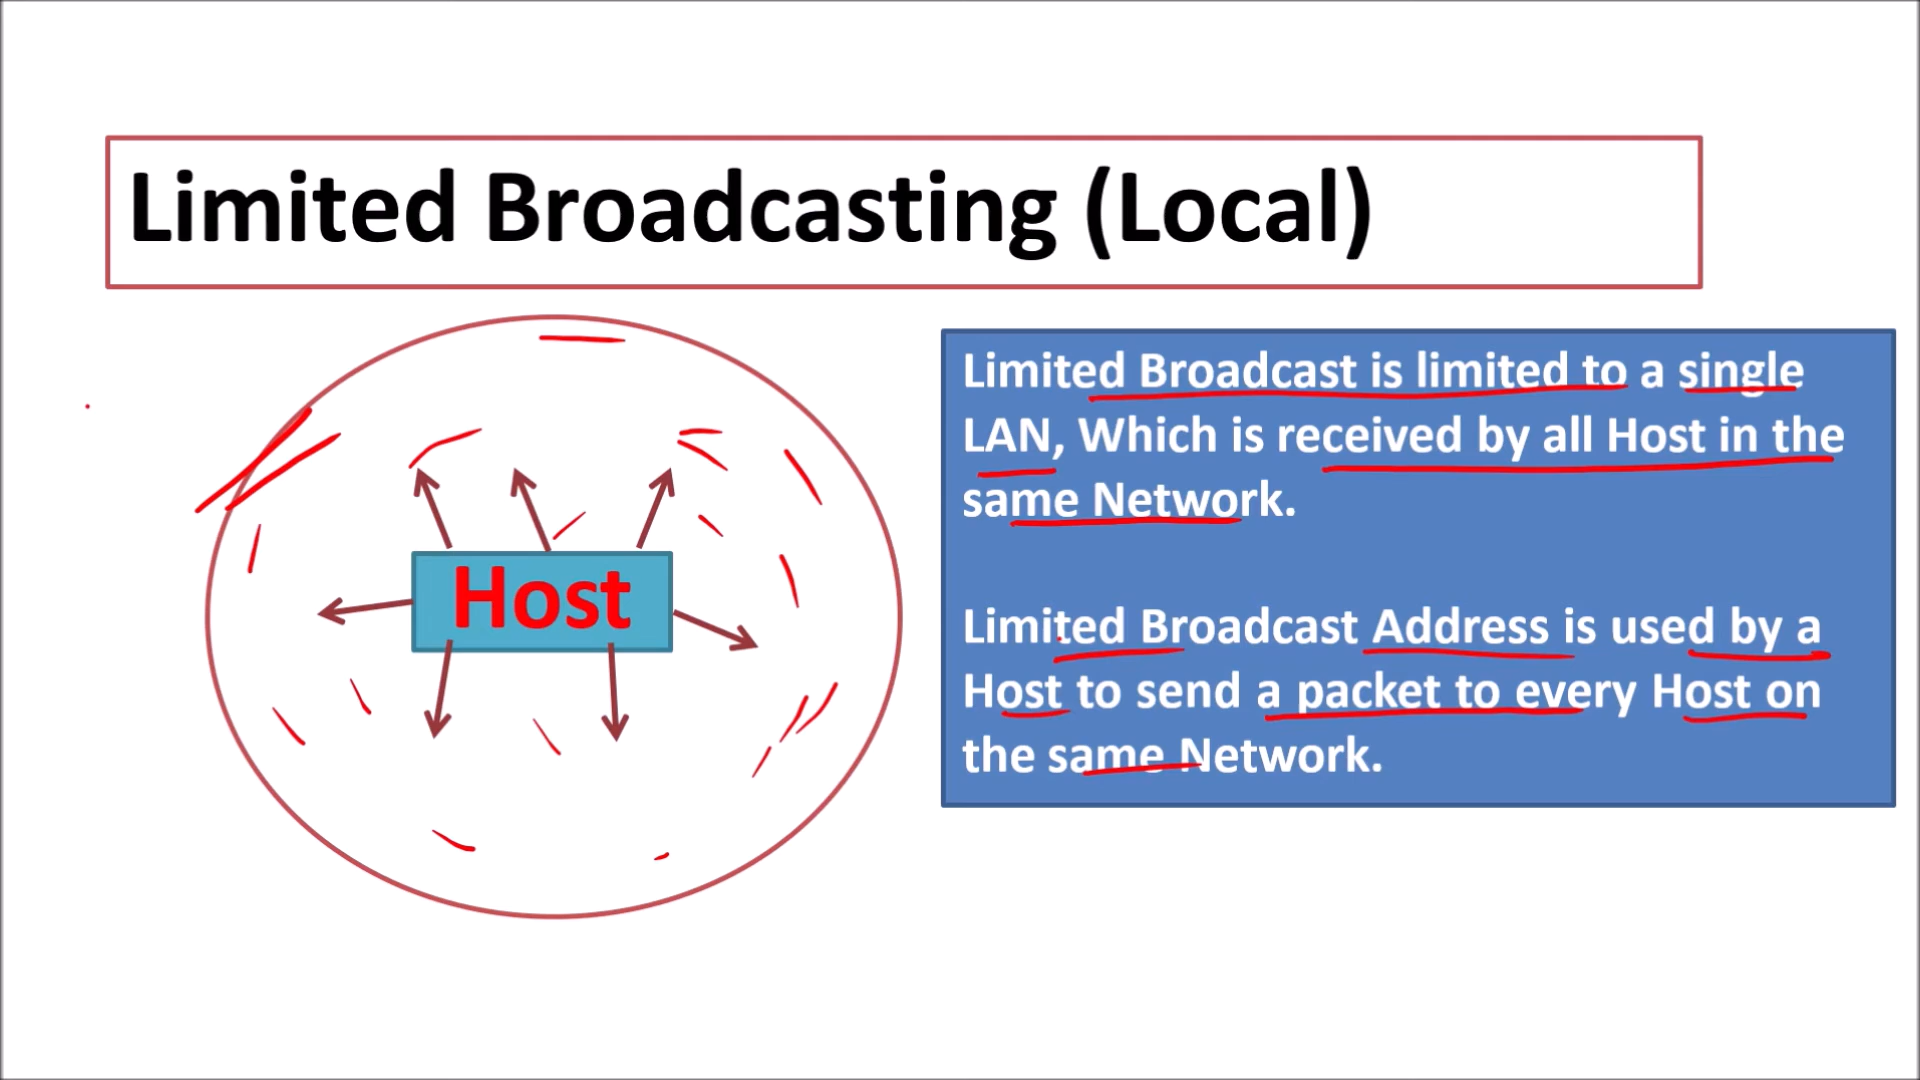 Limited Broadcasting (Local)
Host
Limited Broadcast is limited to a single
LAN, Which is received by all Host in the
same Network.
Limited Broadcast Address is used by a
Host to send a packet to every Host on
the same Network.